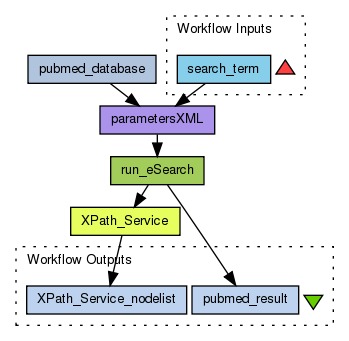 Workflow Inputs
pubmed_database
search_term
parametersXML
run_eSearch
XPath_Service
Workflow Outputs
XPath_Service_nodelist
pubmed_result